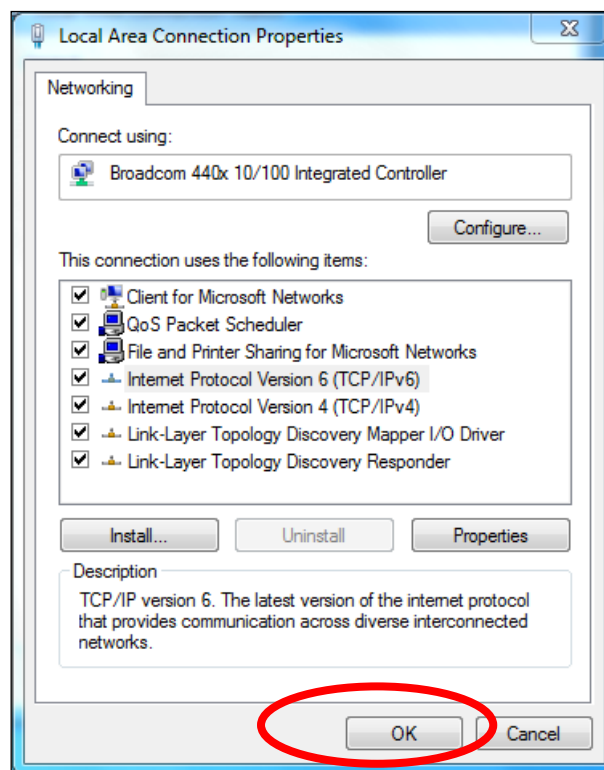 Local Area Connection Properties
Networking
Connect using:
Broadcom 440x 10/100 Integrated Controller
Configure...
This connection uses the following items:
Client for Microsoft Networks
QoS Packet Scheduler
File and Printer Sharing for Microsoft Networks
Internet Protocol Version 6 (TCP/IPv6)
Internet Protocol Version 4 (TCP/IPv4)
Link-Layer Topology Discovery Mapper I/O Driver
Link-Layer Topology Discovery Responder
Install... Uninstall Properties
Description
TCP/IP version 6. The latest version of the internet protocol
that provides communication across diverse interconnected
networks.
OK Cancel